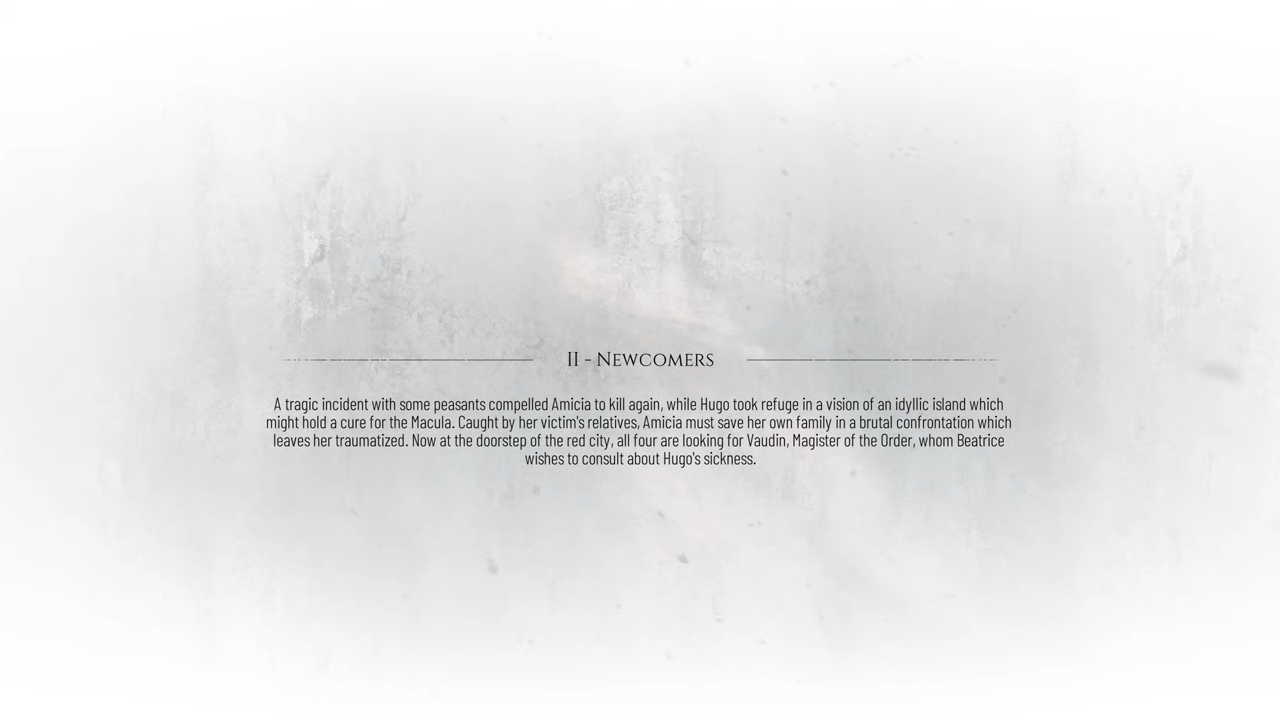 II - Newcomers
A tragic incident with some peasants compelled Amicia to kill again, while Hugo took refuge in a vision of an idyllic island which
might hold a cure for the Macula. Caught by her victim's relatives, Amicia must save her own family in a brutal confrontation which
leaves her traumatized. Now at the doorstep of the red city, all four are looking for Vaudin, Magister of the Order, whom Beatrice
wishes to consult about Hugo's sickness.